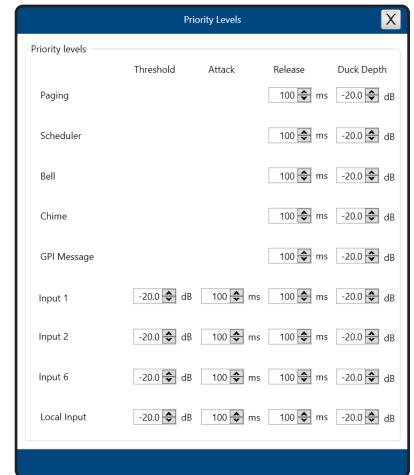 Priority Levels X
Priority levels
Threshold Attack Release Duck Depth
Paging 100 ms -20.0 dB
Scheduler 100 ms -20.0 dB
Bell 100 ms -20.0 dB
Chime 100 ms -20.0 dB
GPI Message 100 ms -20.0 dB
Input 1 -20.0 dB 100 ms 100 ms -20.0 dB
Input 2 -20.0 dB 100 ms 100 ms -20.0 dB
Input 6 -20.0 dB 100 ms 100 ms -20.0 dB
Local Input -20.0 dB 100 ms 100 ms -20.0 dB